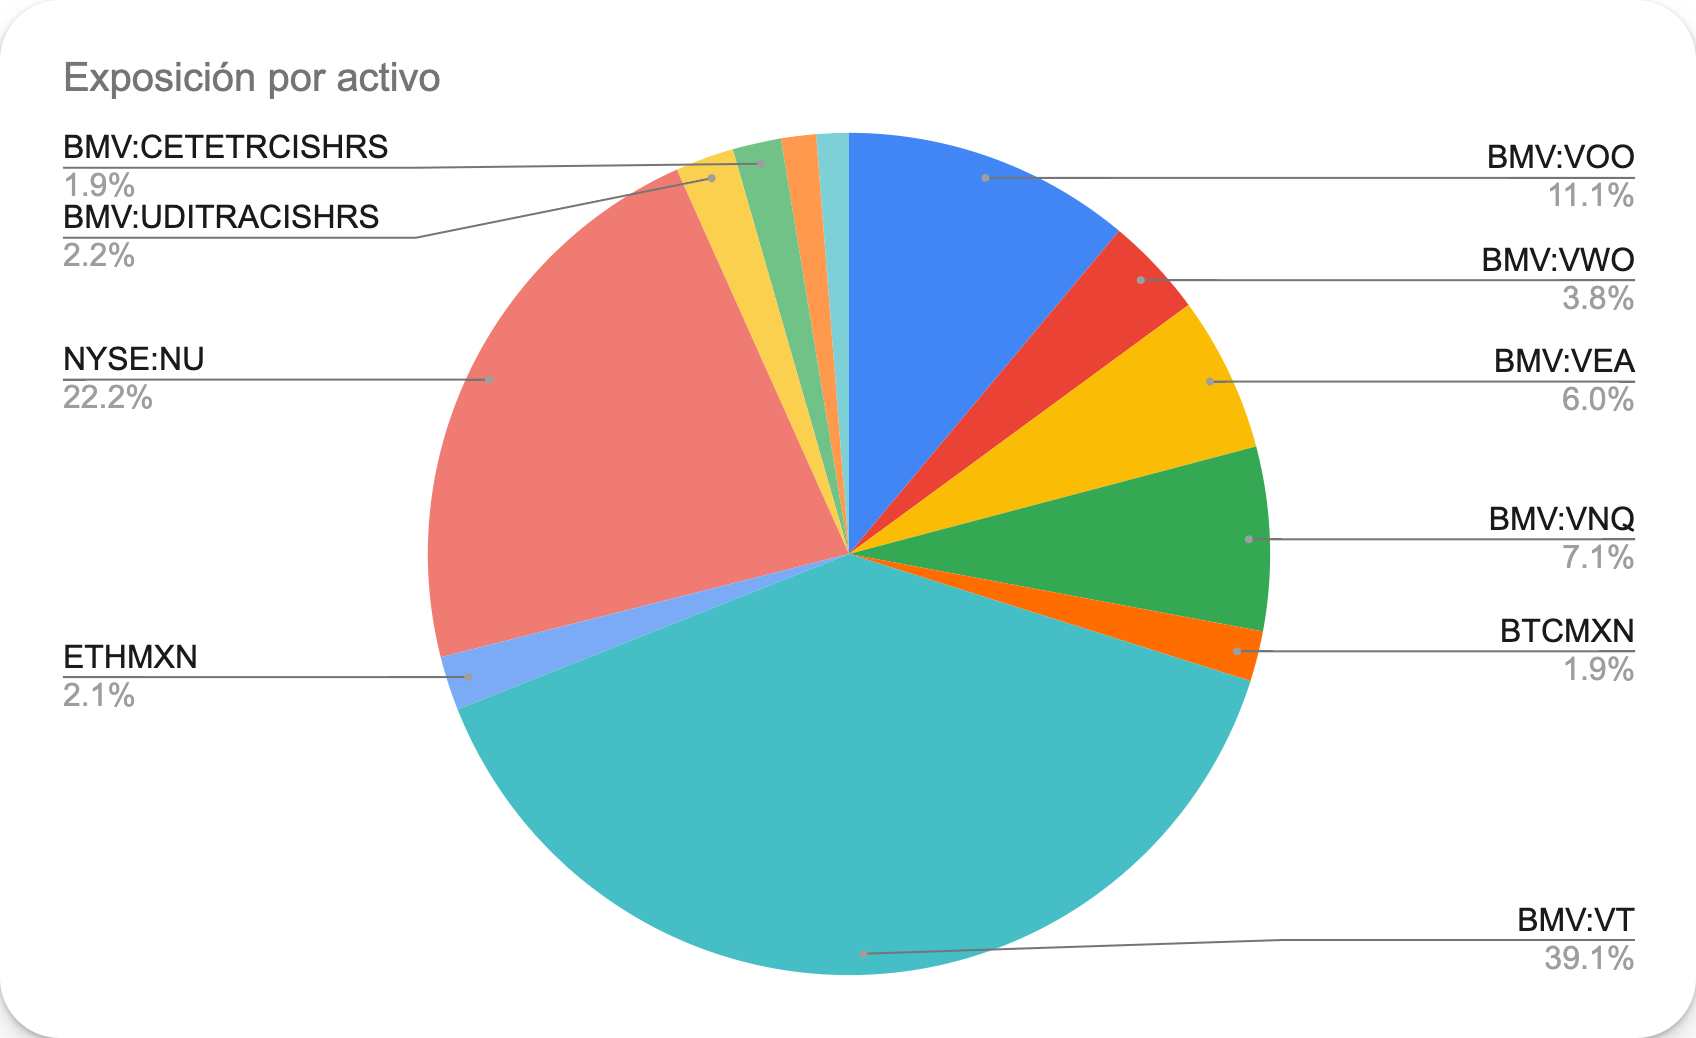 Exposición por activo
BMV:CETETRCISHRS
1.9%
BMV:UDITRACISHRS
2.2%
NYSE:NU
22.2%
ETHMXN
2.1%
BMV:VOO
11.1%
BMV:VWO
3.8%
BMV:VEA
6.0%
BMV:VNQ
7.1%
BTCMXN
1.9%
BMV:VT
39.1%